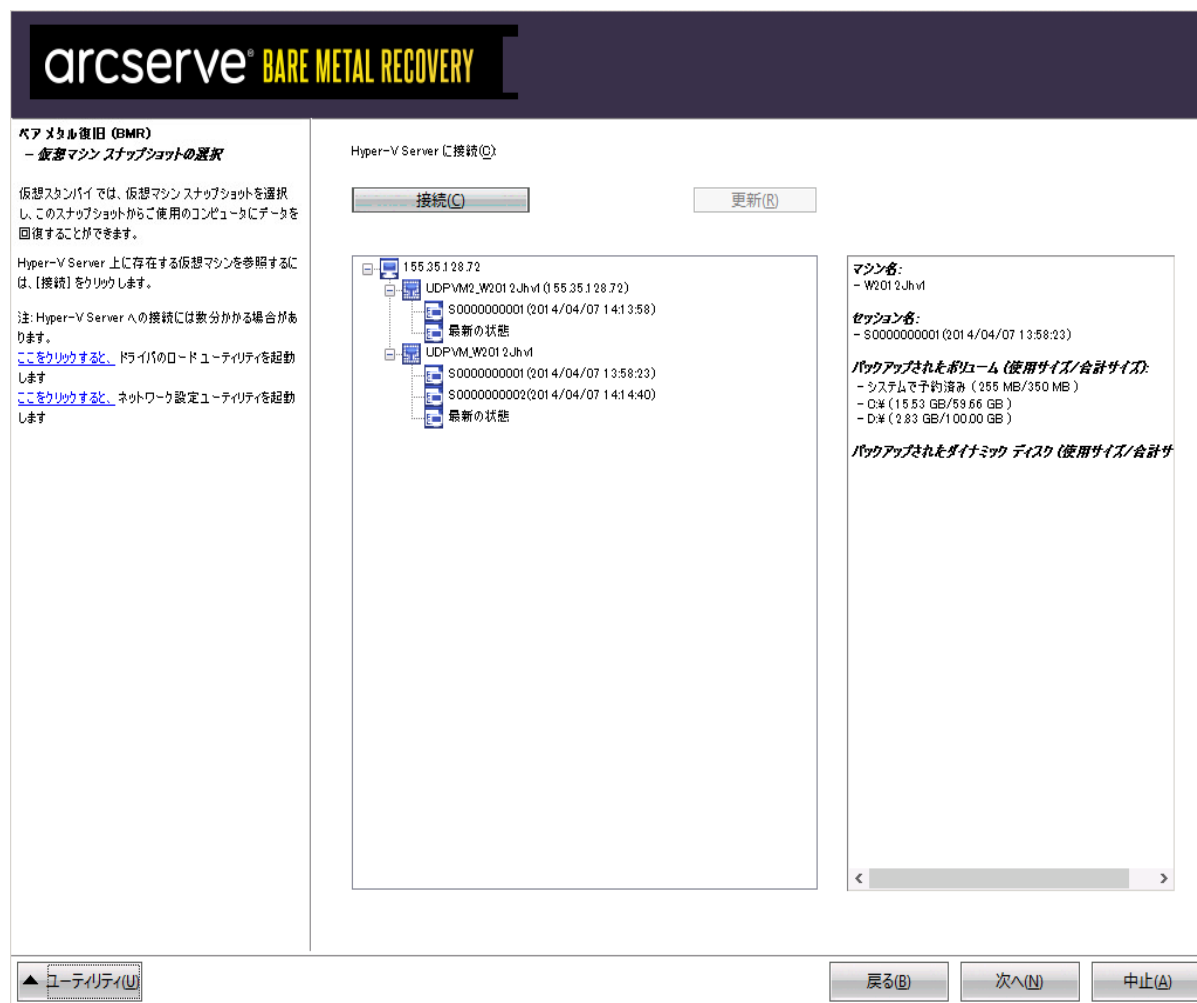 arcserve® BARE METAL RECOVERY
ベアメタル復旧 (BMR)
- 仮想マシン スナップショットの選択
仮想スタンバイ では、仮想マシン スナップショットを選択
し、このスナップショットからご使用のコンピュータにデータを
回復することができます。
Hyper-V Server 上に存在する仮想マシンを参照するに
は、[接続] をクリックします。
注: Hyper-V Server への接続には数分かかる場合があ
ります。
ここをクリックすると、 ドライバのロード ユーティリティを起動
します
ここをクリックすると、 ネットワーク設定ユーティリティを起動
します
Hyper-V Server に接続(C):
接続(C)
更新(R)
155.35.128.72
UDPVM2_W2012Jhv1 (155.35.128.72)
S0000000001 (2014/04/07 14:13:58)
最新の状態
UDPVM_W2012Jhv1
S0000000001 (2014/04/07 13:58:23)
S0000000002(2014/04/07 14:14:40)
最新の状態
マシン名:
- W2012Jhv1
セッション名:
- S0000000001 (2014/04/07 13:58:23)
バックアップされたボリューム (使用サイズ/合計サイズ):
- システムで予約済み ( 255 MB/350 MB )
- C:¥ ( 15.53 GB/59.66 GB )
- D:¥ ( 2.83 GB/100.00 GB )
バックアップされたダイナミック ディスク (使用サイズ/合計サ
ユーティリティ(U)
戻る(B)
次へ(N)
中止(A)